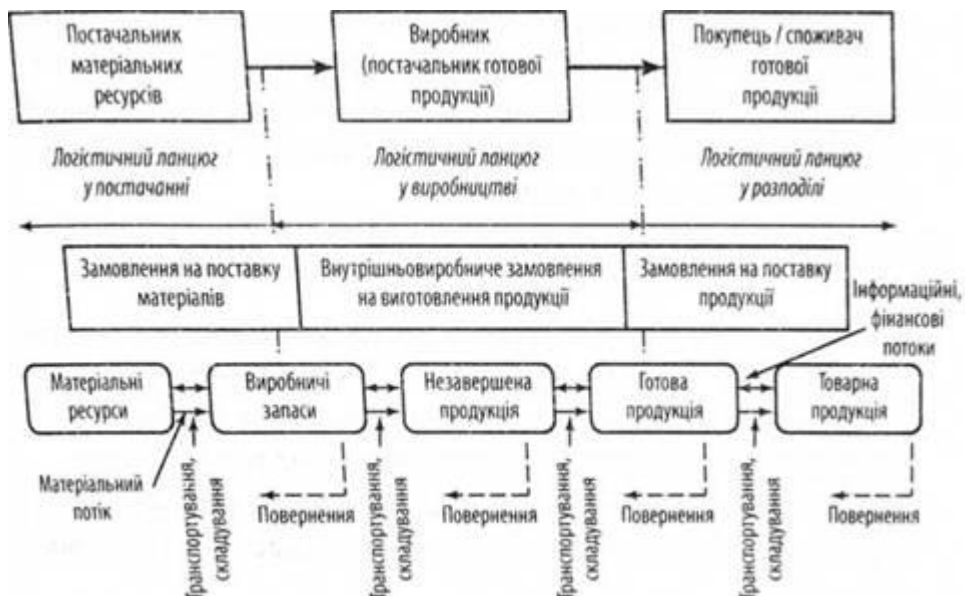 Постачальник
матеріальних
ресурсів
Виробник
(постачальник готової
продукції)
Покупець / споживач
готової
продукції
Логістичний ланцюг
у постачанні
Логістичний ланцюг
у виробництві
Логістичний ланцюг
у розподілі
Замовлення на поставку
матеріалів
Внутрішньовиробниче замовлення
на виготовлення продукції
Замовлення на поставку
продукції
Інформаційні,
фінансові
потоки
Матеріальні
ресурси
Виробничі
запаси
Незавершена
продукція
Готова
продукція
Товарна
продукція
Матеріальний
потік
Транспортування,
складування
Повернення
Транспортування,
складування
Повернення
Транспортування,
складування
Повернення
Транспортування,
складування
Повернення